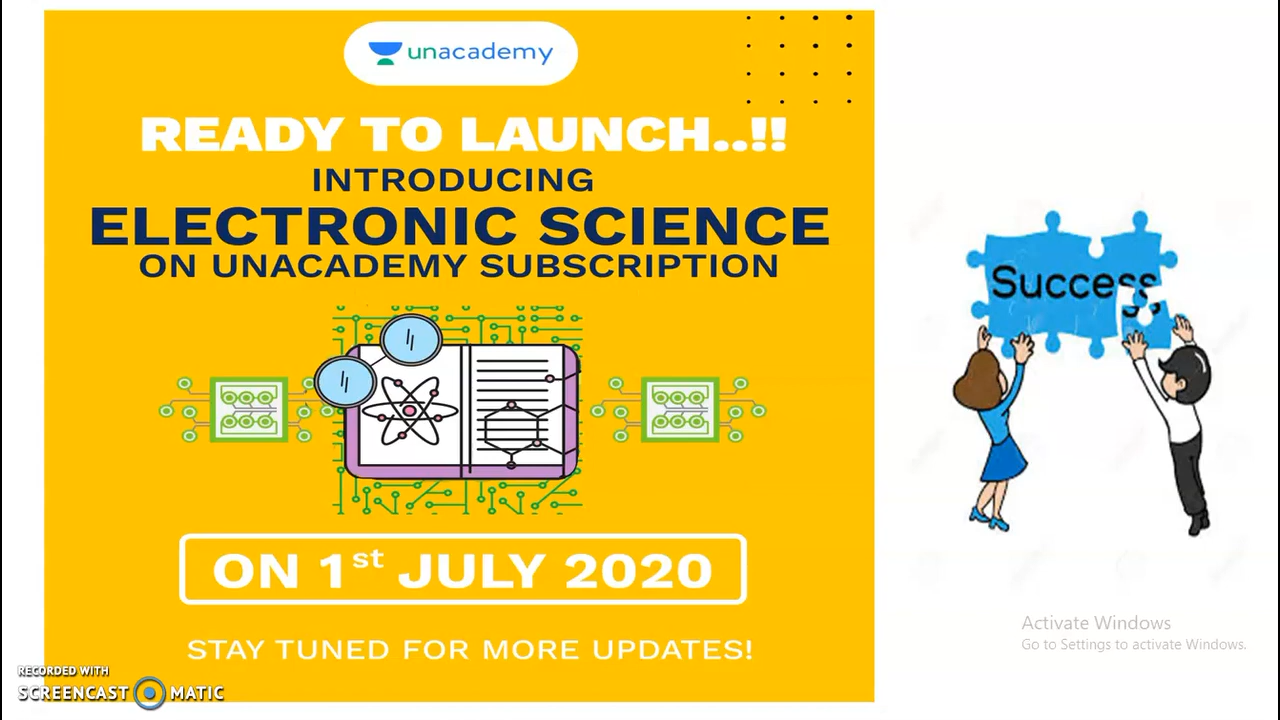 unacademy
READY TO LAUNCH..!!
INTRODUCING
ELECTRONIC SCIENCE
ON UNACADEMY SUBSCRIPTION
ON 1st JULY 2020
STAY TUNED FOR MORE UPDATES!
Success
Activate Windows
Go to Settings to activate Windows.
RECORDED WITH
SCREENCAST MATIC